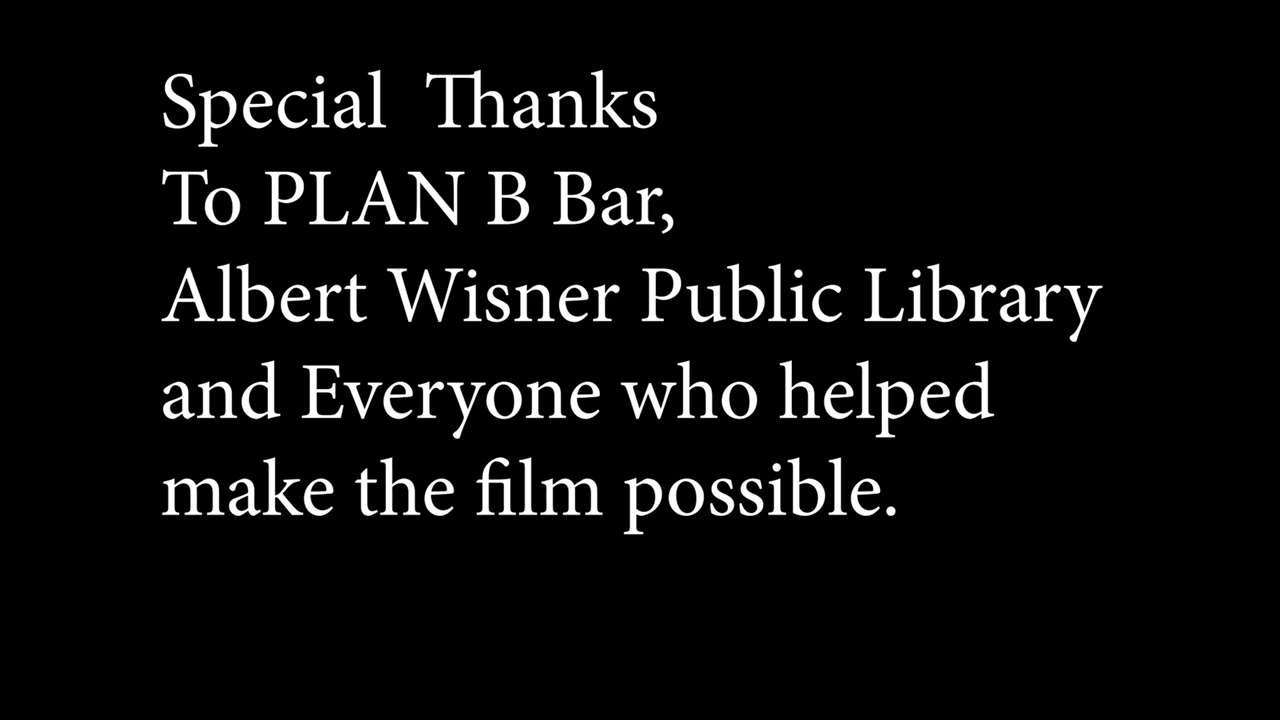 Special  Thanks
To PLAN B Bar,
Albert Wisner Public Library
and Everyone who helped
make the film possible.